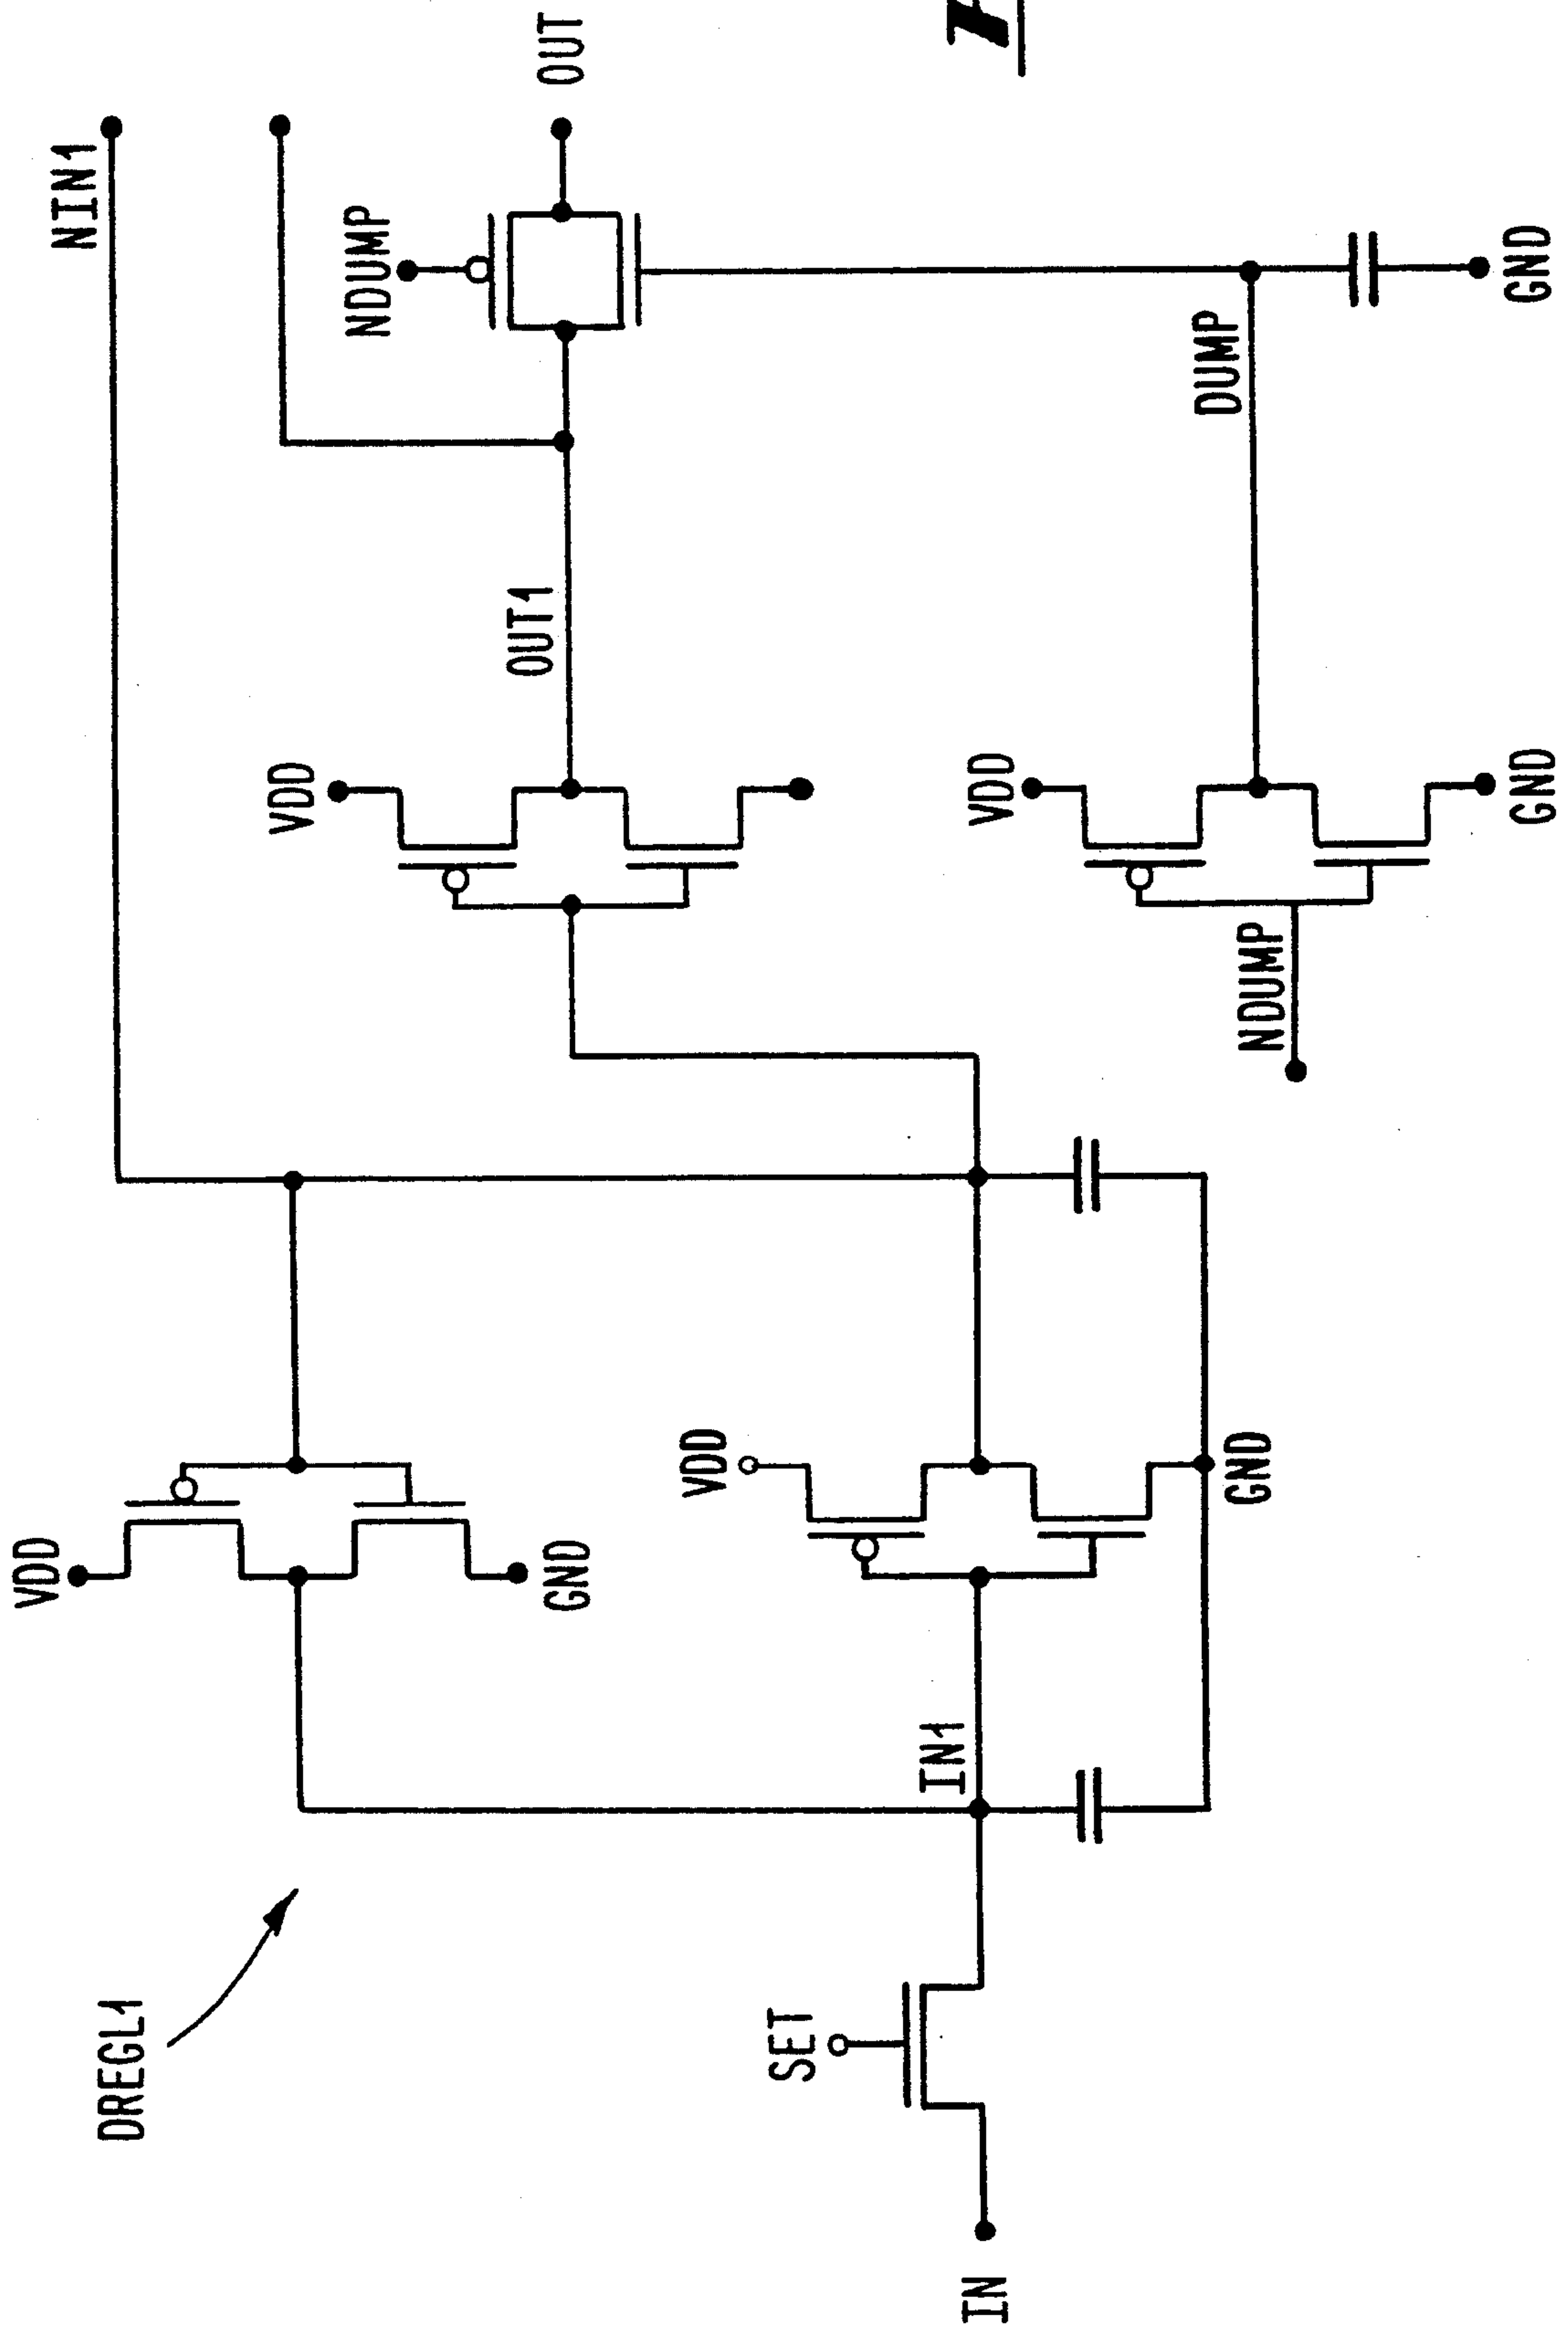 NIN1
OUT
NDUMP
VDD
OUT1
DUMP
GND
VDD
GND
NDUMP
VDD
GND
VDD
GND
IN1
DREGL1
SET
IN